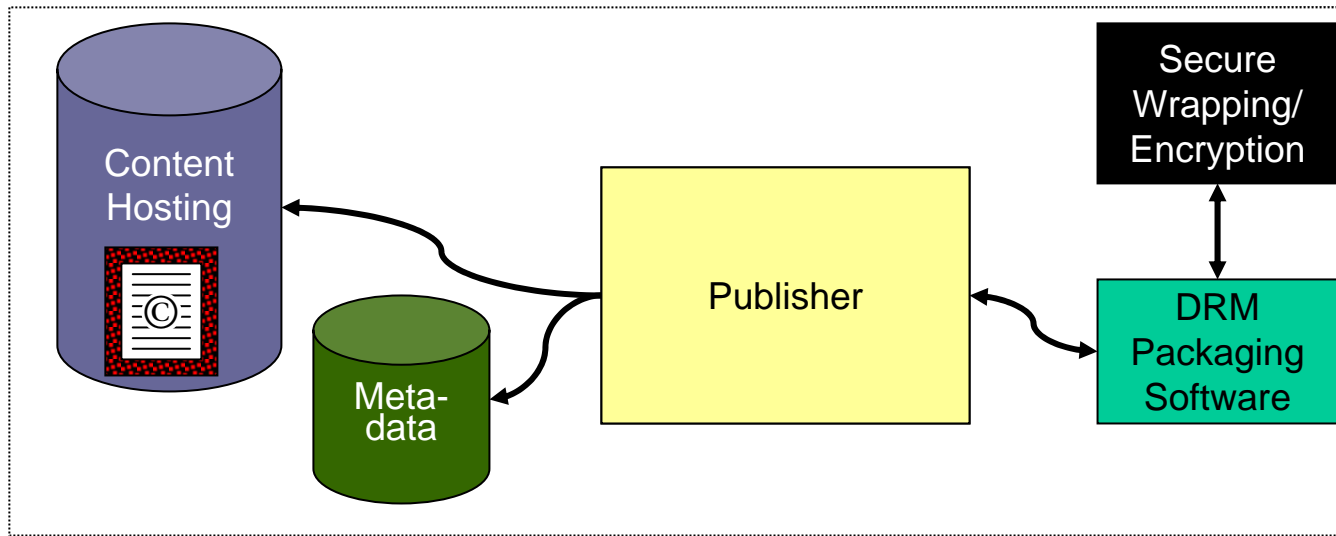 Content
Hosting
©
Meta-
data
Publisher
Secure
Wrapping/
Encryption
DRM
Packaging
Software